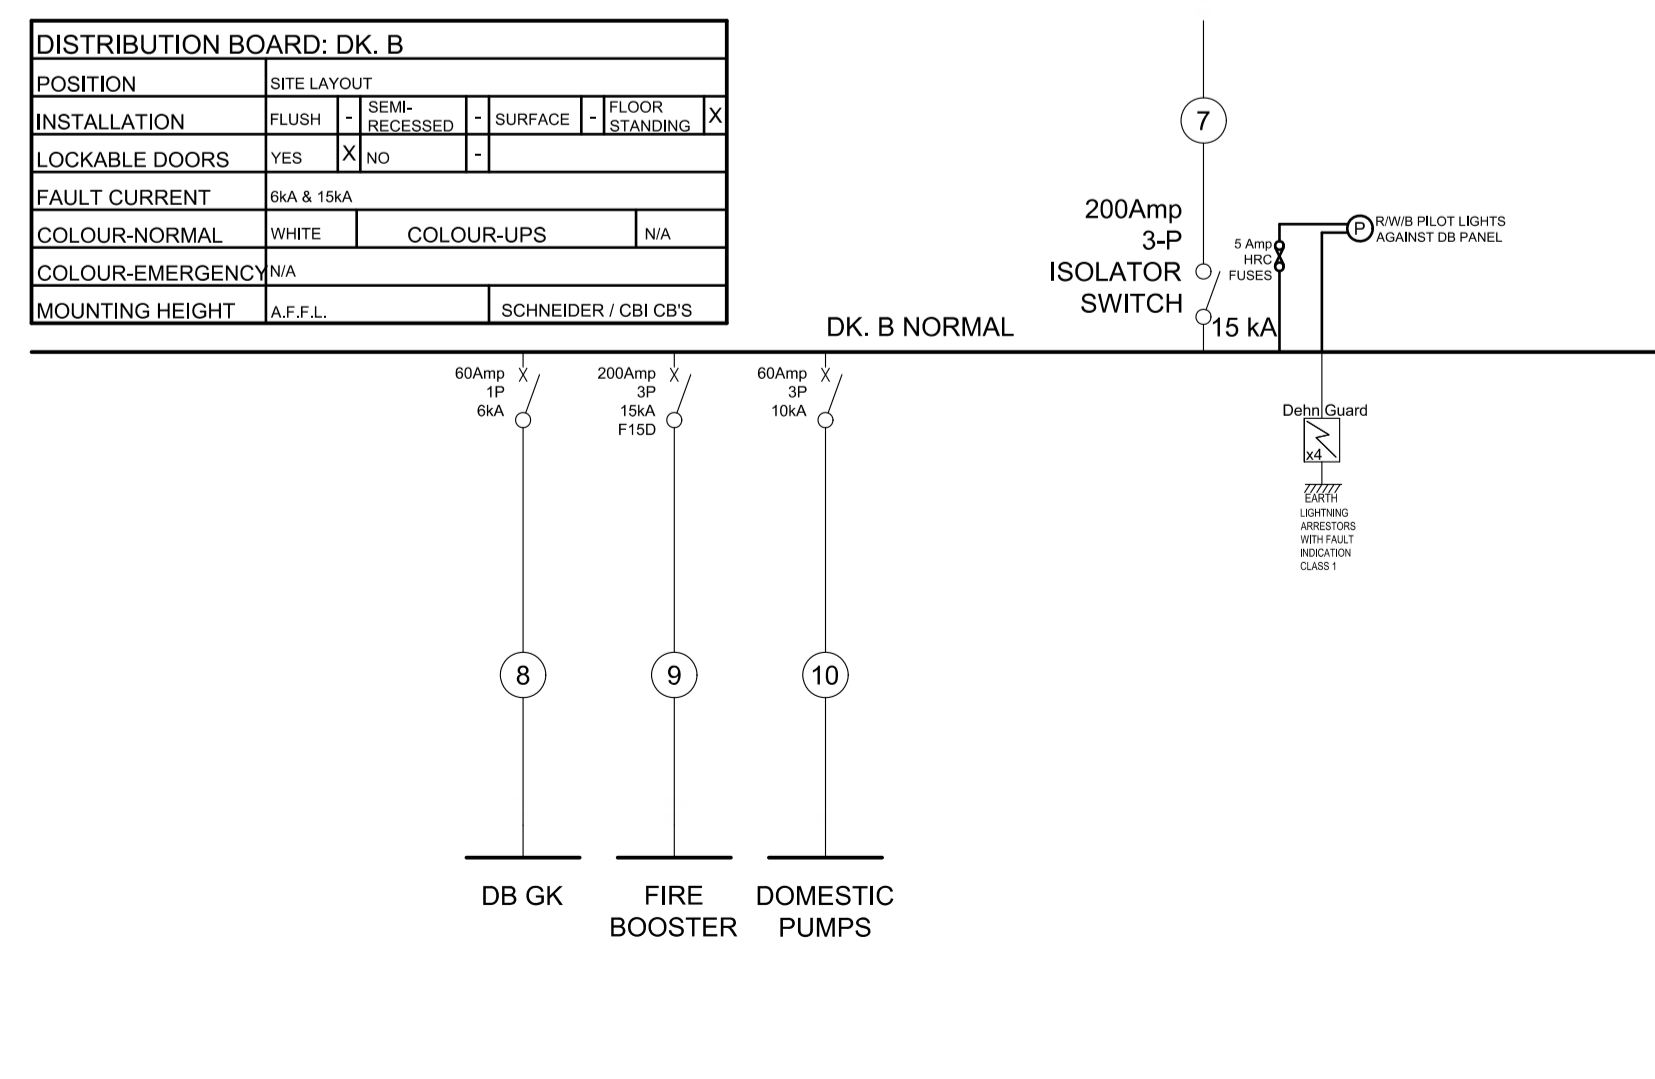 DISTRIBUTION BOARD: DK. B
POSITION SITE LAYOUT
INSTALLATION FLUSH - SEMI-RECESSED - SURFACE - FLOOR STANDING X
LOCKABLE DOORS YES X NO -
FAULT CURRENT 6kA & 15kA
COLOUR-NORMAL WHITE COLOUR-UPS N/A
COLOUR-EMERGENCY N/A
MOUNTING HEIGHT A.F.F.L. SCHNEIDER / CBI CB'S
7
200Amp
3-P
ISOLATOR
SWITCH
15 kA
5 Amp
HRC
FUSES
P
R/W/B PILOT LIGHTS
AGAINST DB PANEL
DK. B NORMAL
60Amp
1P
6kA
200Amp
3P
15kA
F15D
60Amp
3P
10kA
Dehn Guard
x4
EARTH
LIGHTNING
ARRESTORS
WITH FAULT
INDICATION
CLASS 1
8
9
10
DB GK
FIRE
BOOSTER
DOMESTIC
PUMPS